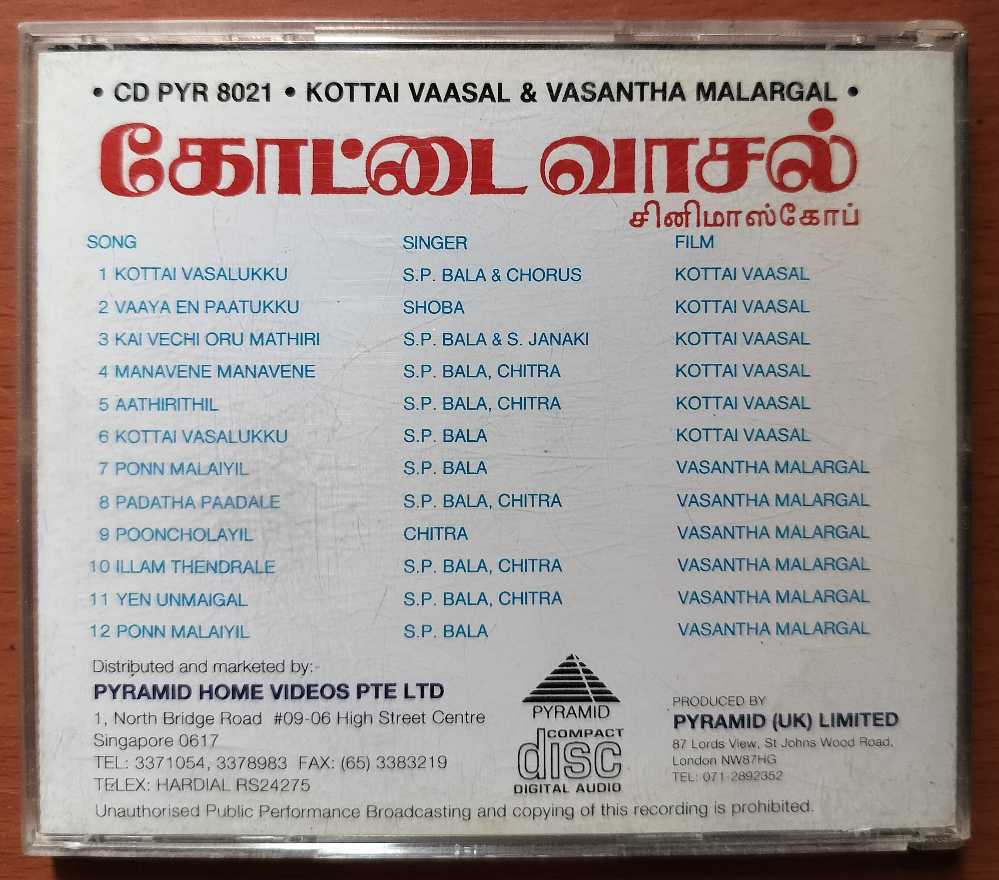 • CD PYR 8021 • KOTTAI VAASAL & VASANTHA MALARGAL •
கோட்டை வாசல்
சினிமாஸ்கோப்
SONG SINGER FILM
1 KOTTAI VASALUKKU S.P. BALA & CHORUS KOTTAI VAASAL
2 VAAYA EN PAATUKKU SHOBA KOTTAI VAASAL
3 KAI VECHI ORU MATHIRI S.P. BALA & S. JANAKI KOTTAI VAASAL
4 MANAVENE MANAVENE S.P. BALA, CHITRA KOTTAI VAASAL
5 AATHIRITHIL S.P. BALA, CHITRA KOTTAI VAASAL
6 KOTTAI VASALUKKU S.P. BALA KOTTAI VAASAL
7 PONN MALAIYIL S.P. BALA VASANTHA MALARGAL
8 PADATHA PAADALE S.P. BALA, CHITRA VASANTHA MALARGAL
9 POONCHOLAYIL CHITRA VASANTHA MALARGAL
10 ILLAM THENDRALE S.P. BALA, CHITRA VASANTHA MALARGAL
11 YEN UNMAIGAL S.P. BALA, CHITRA VASANTHA MALARGAL
12 PONN MALAIYIL S.P. BALA VASANTHA MALARGAL
Distributed and marketed by:-
PYRAMID HOME VIDEOS PTE LTD
1, North Bridge Road #09-06 High Street Centre
Singapore 0617
TEL: 3371054, 3378983 FAX: (65) 3383219
TELEX: HARDIAL RS24275
PYRAMID
COMPACT
disc
DIGITAL AUDIO
PRODUCED BY
PYRAMID (UK) LIMITED
87 Lords View, St Johns Wood Road,
London NW87HG
TEL: 071-2892352
Unauthorised Public Performance Broadcasting and copying of this recording is prohibited.